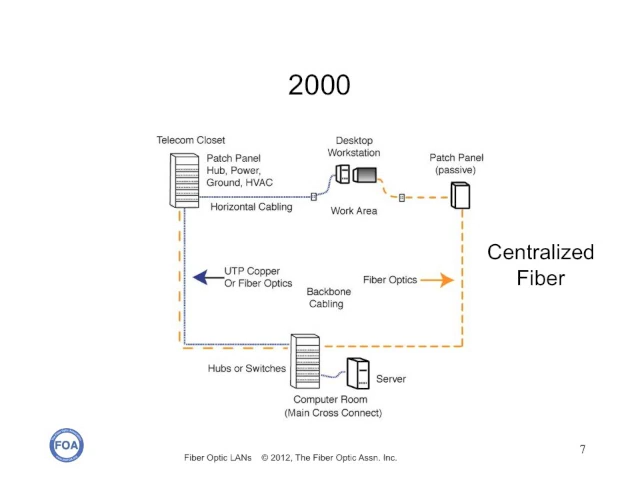 2000
Telecom Closet
Patch Panel
Hub, Power,
Ground, HVAC
Desktop
Workstation
Patch Panel
(passive)
Horizontal Cabling
Work Area
Centralized
Fiber
UTP Copper
Or Fiber Optics
Backbone
Cabling
Fiber Optics
Hubs or Switches
Server
Computer Room
(Main Cross Connect)
FOA
Fiber Optic LANs © 2012, The Fiber Optic Assn. Inc.
7